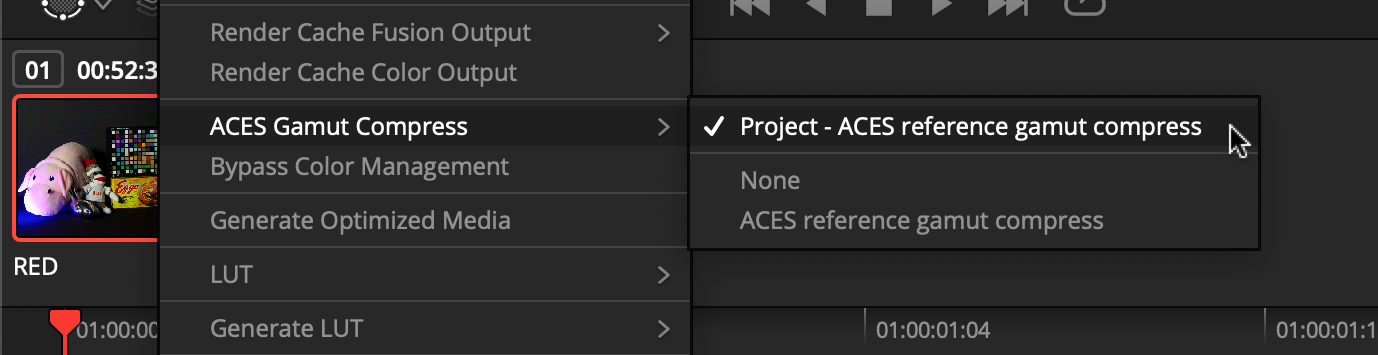 Render Cache Fusion Output
Render Cache Color Output
01 00:52:3
ACES Gamut Compress
Project - ACES reference gamut compress
Bypass Color Management
None
Generate Optimized Media
ACES reference gamut compress
Eggo
RED
LUT
Generate LUT
01:00:00
01:00:01:04
01:00:01:1